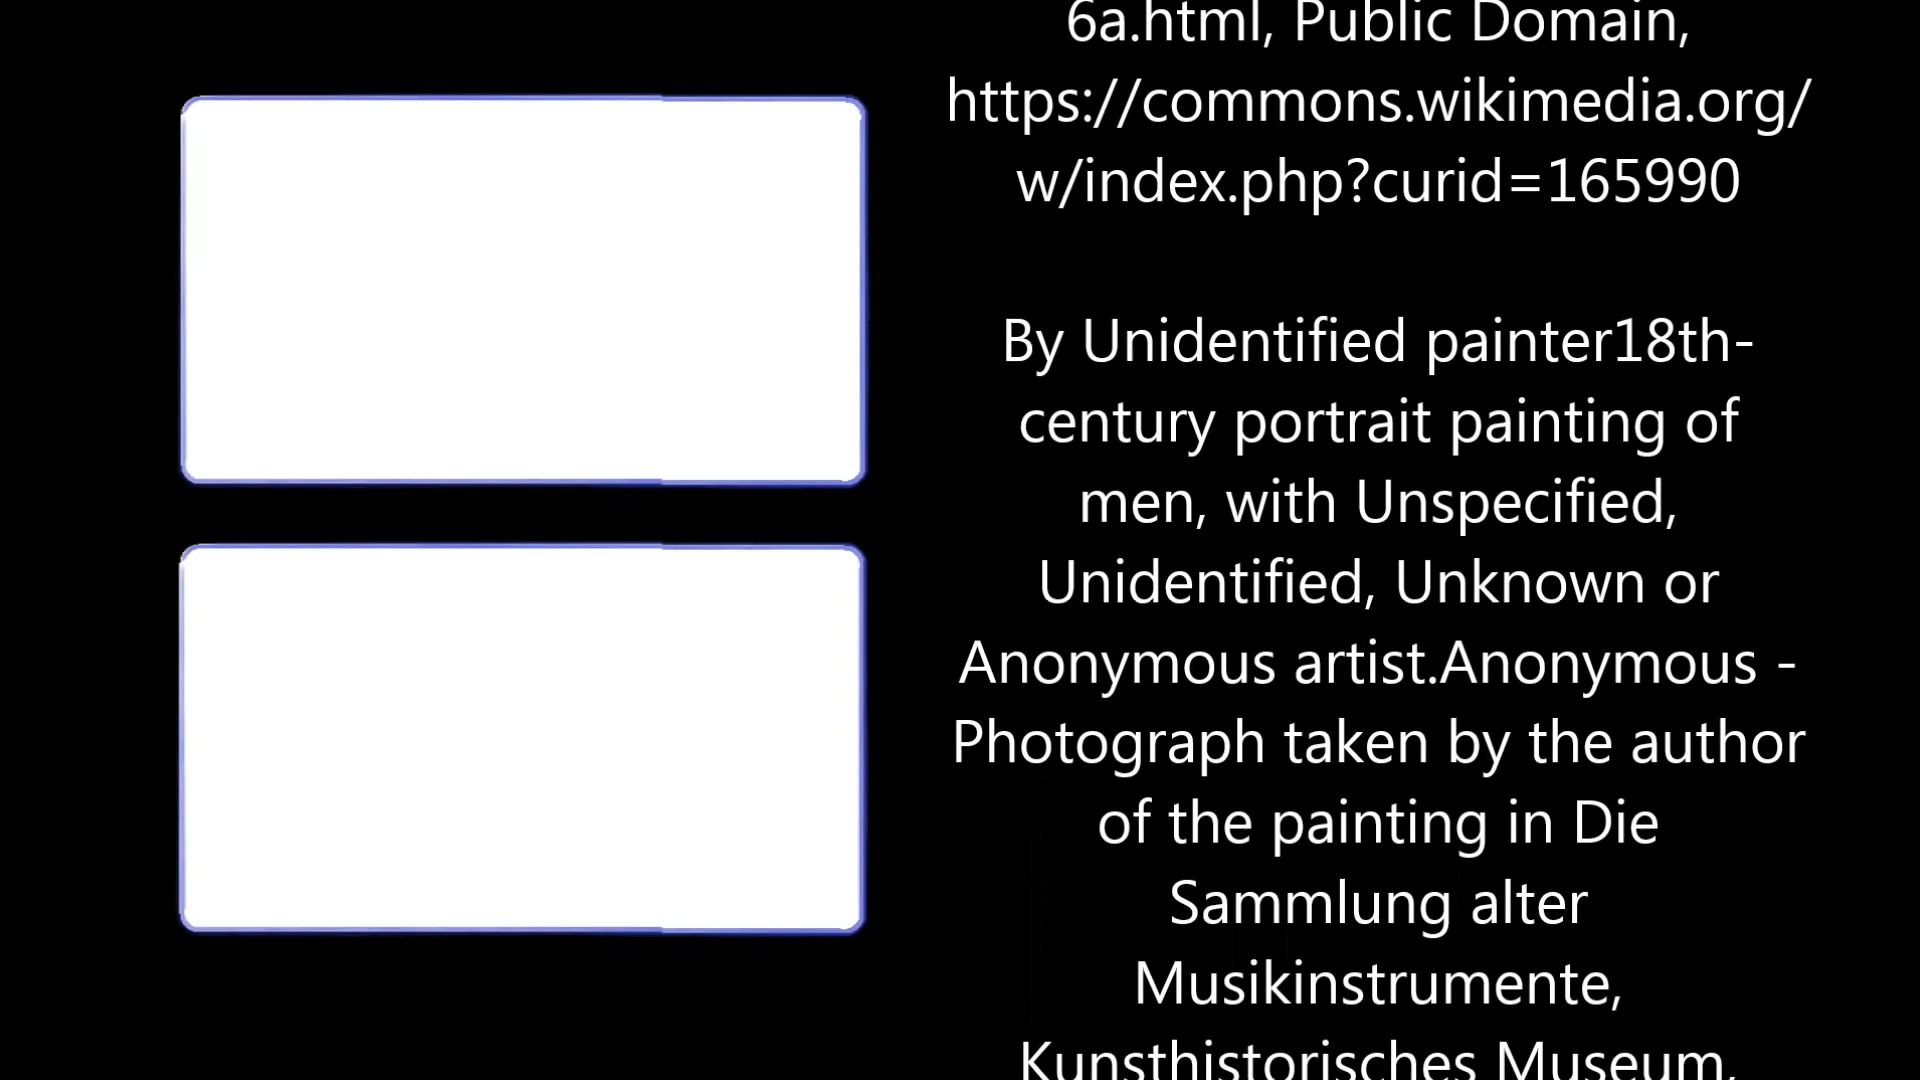 6a.html, Public Domain,
https://commons.wikimedia.org/
w/index.php?curid=165990
By Unidentified painter18th-
century portrait painting of
men, with Unspecified,
Unidentified, Unknown or
Anonymous artist.Anonymous -
Photograph taken by the author
of the painting in Die
Sammlung alter
Musikinstrumente,
Kunsthistorisches Museum,